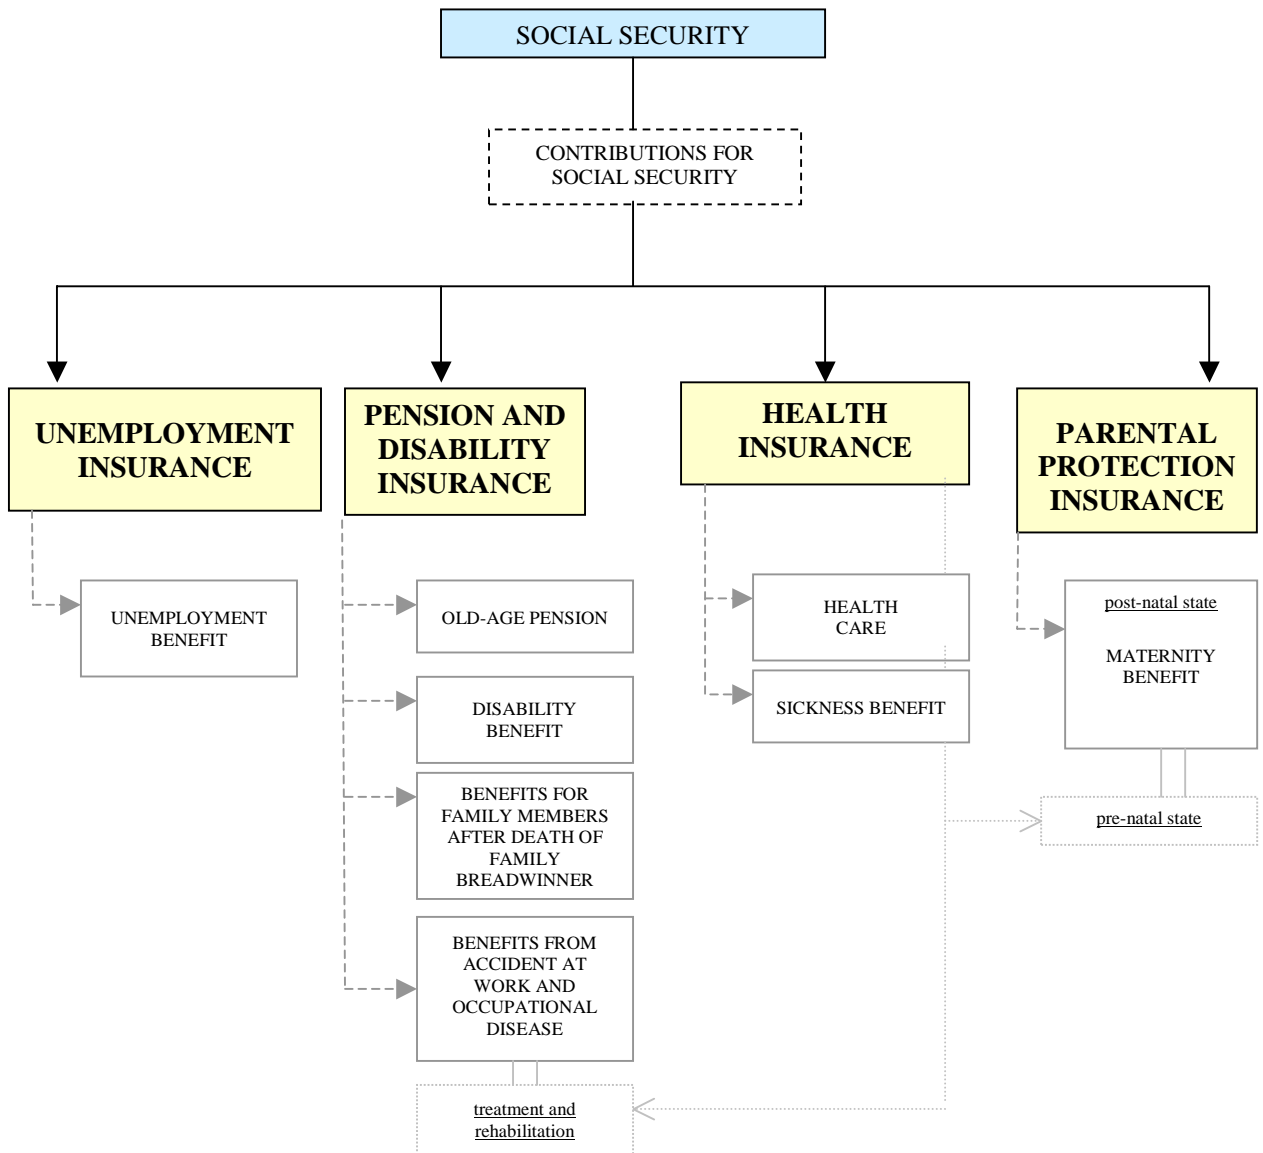 SOCIAL SECURITY
CONTRIBUTIONS FOR
SOCIAL SECURITY
UNEMPLOYMENT
INSURANCE
PENSION AND
DISABILITY
INSURANCE
HEALTH
INSURANCE
PARENTAL
PROTECTION
INSURANCE
UNEMPLOYMENT
BENEFIT
OLD-AGE PENSION
DISABILITY
BENEFIT
BENEFITS FOR
FAMILY MEMBERS
AFTER DEATH OF
FAMILY
BREADWINNER
BENEFITS FROM
ACCIDENT AT
WORK AND
OCCUPATIONAL
DISEASE
treatment and
rehabilitation
HEALTH
CARE
SICKNESS BENEFIT
post-natal state
MATERNITY
BENEFIT
pre-natal state